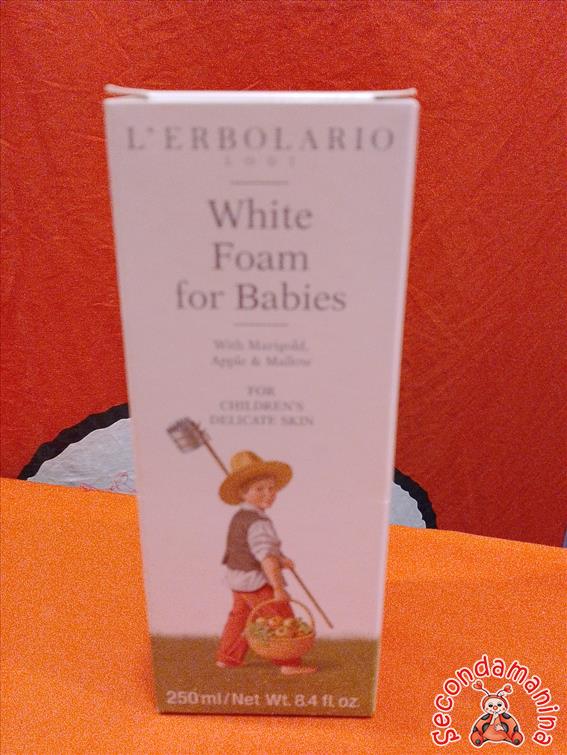 L'ERBOLARIO
LODI
White
Foam
for Babies
With Marigold,
Apple & Mallow
FOR
CHILDREN'S
DELICATE SKIN
250 ml/Net Wt. 8.4 fl. oz.
Secondamanina